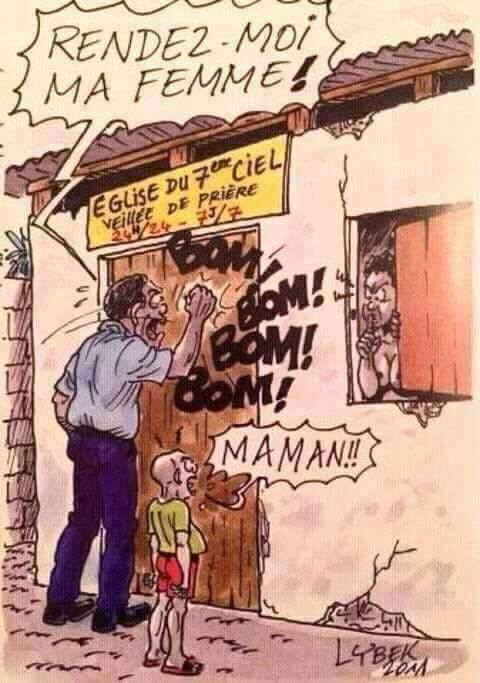 RENDEZ-MOI
MA FEMME!
EGLISE DU 7ème CIEL
VEILLÉE DE PRIÈRE
24H/24 - 7J/7
BOM!
BOM!
BOM!
BOM!
MAMAN!!
LYBEK
2011